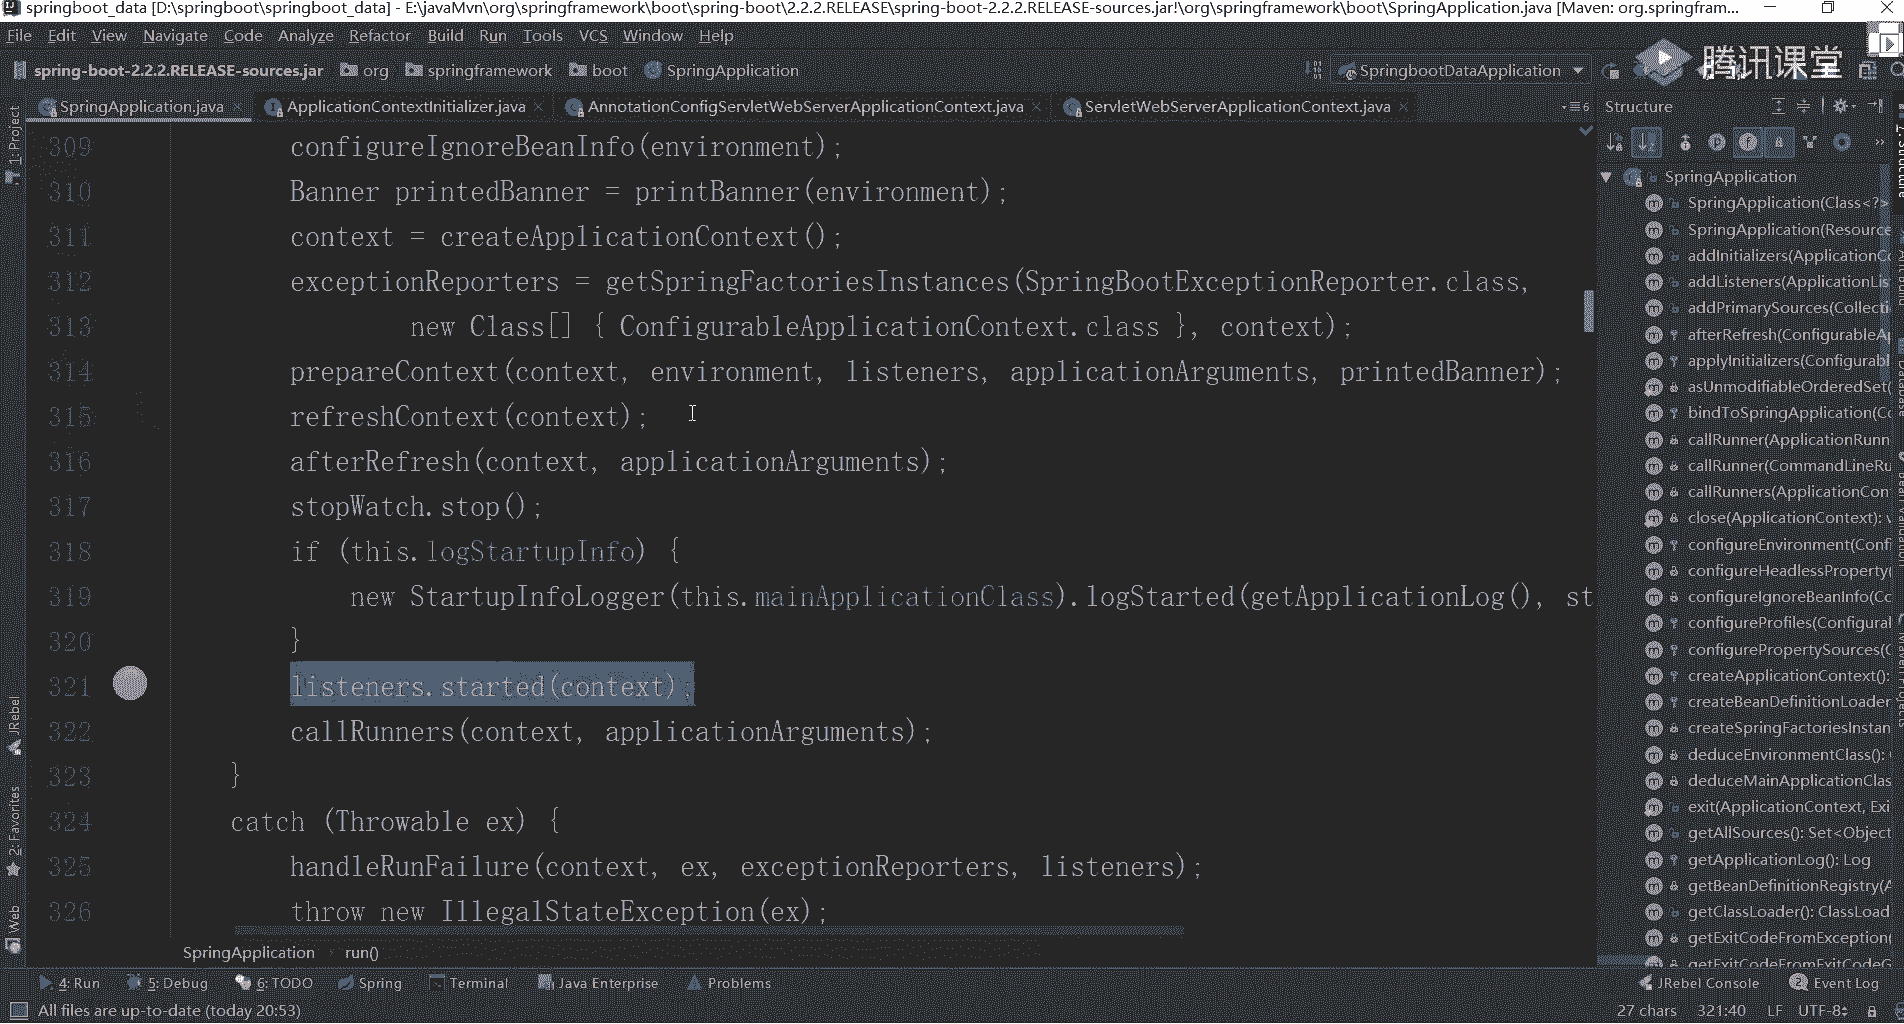 springboot_data [D:\springboot\springboot_data] - E:\javaMvn\org\springframework\boot\spring-boot\2.2.2.RELEASE\spring-boot-2.2.2.RELEASE-sources.jar!\org\springframework\boot\SpringApplication.java [Maven: org.springfram...
File Edit View Navigate Code Analyze Refactor Build Run Tools VCS Window Help
spring-boot-2.2.2.RELEASE-sources.jar org springframework boot SpringApplication SpringbootDataApplication 腾讯课堂
SpringApplication.java ApplicationContextInitializer.java AnnotationConfigServletWebServerApplicationContext.java ServletWebServerApplicationContext.java 6 Structure
309 configureIgnoreBeanInfo(environment);
310 Banner printedBanner = printBanner(environment);
311 context = createApplicationContext();
312 exceptionReporters = getSpringFactoriesInstances(SpringBootExceptionReporter.class,
313 new Class[] { ConfigurableApplicationContext.class }, context);
314 prepareContext(context, environment, listeners, applicationArguments, printedBanner);
315 refreshContext(context);
316 afterRefresh(context, applicationArguments);
317 stopWatch.stop();
318 if (this.logStartupInfo) {
319 new StartupInfoLogger(this.mainApplicationClass).logStarted(getApplicationLog(), st
320 }
321 listeners.started(context);
322 callRunners(context, applicationArguments);
323 }
324 catch (Throwable ex) {
325 handleRunFailure(context, ex, exceptionReporters, listeners);
326 throw new IllegalStateException(ex);
SpringApplication
SpringApplication(Class<?>
SpringApplication(Resource
addInitializers(ApplicationCo
addListeners(ApplicationLis
addPrimarySources(Collecti
afterRefresh(ConfigurableA
applyInitializers(Configurabl
asUnmodifiableOrderedSet(
bindToSpringApplication(Co
callRunner(ApplicationRunn
callRunner(CommandLineRu
callRunners(ApplicationCon
close(ApplicationContext): v
configureEnvironment(Conf
configureHeadlessProperty(
configureIgnoreBeanInfo(Co
configureProfiles(Configural
configurePropertySources(C
createApplicationContext():
createBeanDefinitionLoader
createSpringFactoriesInstan
deduceEnvironmentClass():
deduceMainApplicationClas
exit(ApplicationContext, Exi
getAllSources(): Set<Object
getApplicationLog(): Log
getBeanDefinitionRegistry(A
getClassLoader(): ClassLoad
getExitCodeFromException(
getExitCodeFromExitCodeG
1: Project
JRebel
2: Favorites
Web
SpringApplication run()
4: Run 5: Debug 6: TODO Spring Terminal Java Enterprise Problems JRebel Console 2 Event Log
All files are up-to-date (today 20:53) 27 chars 321:40 LF UTF-8